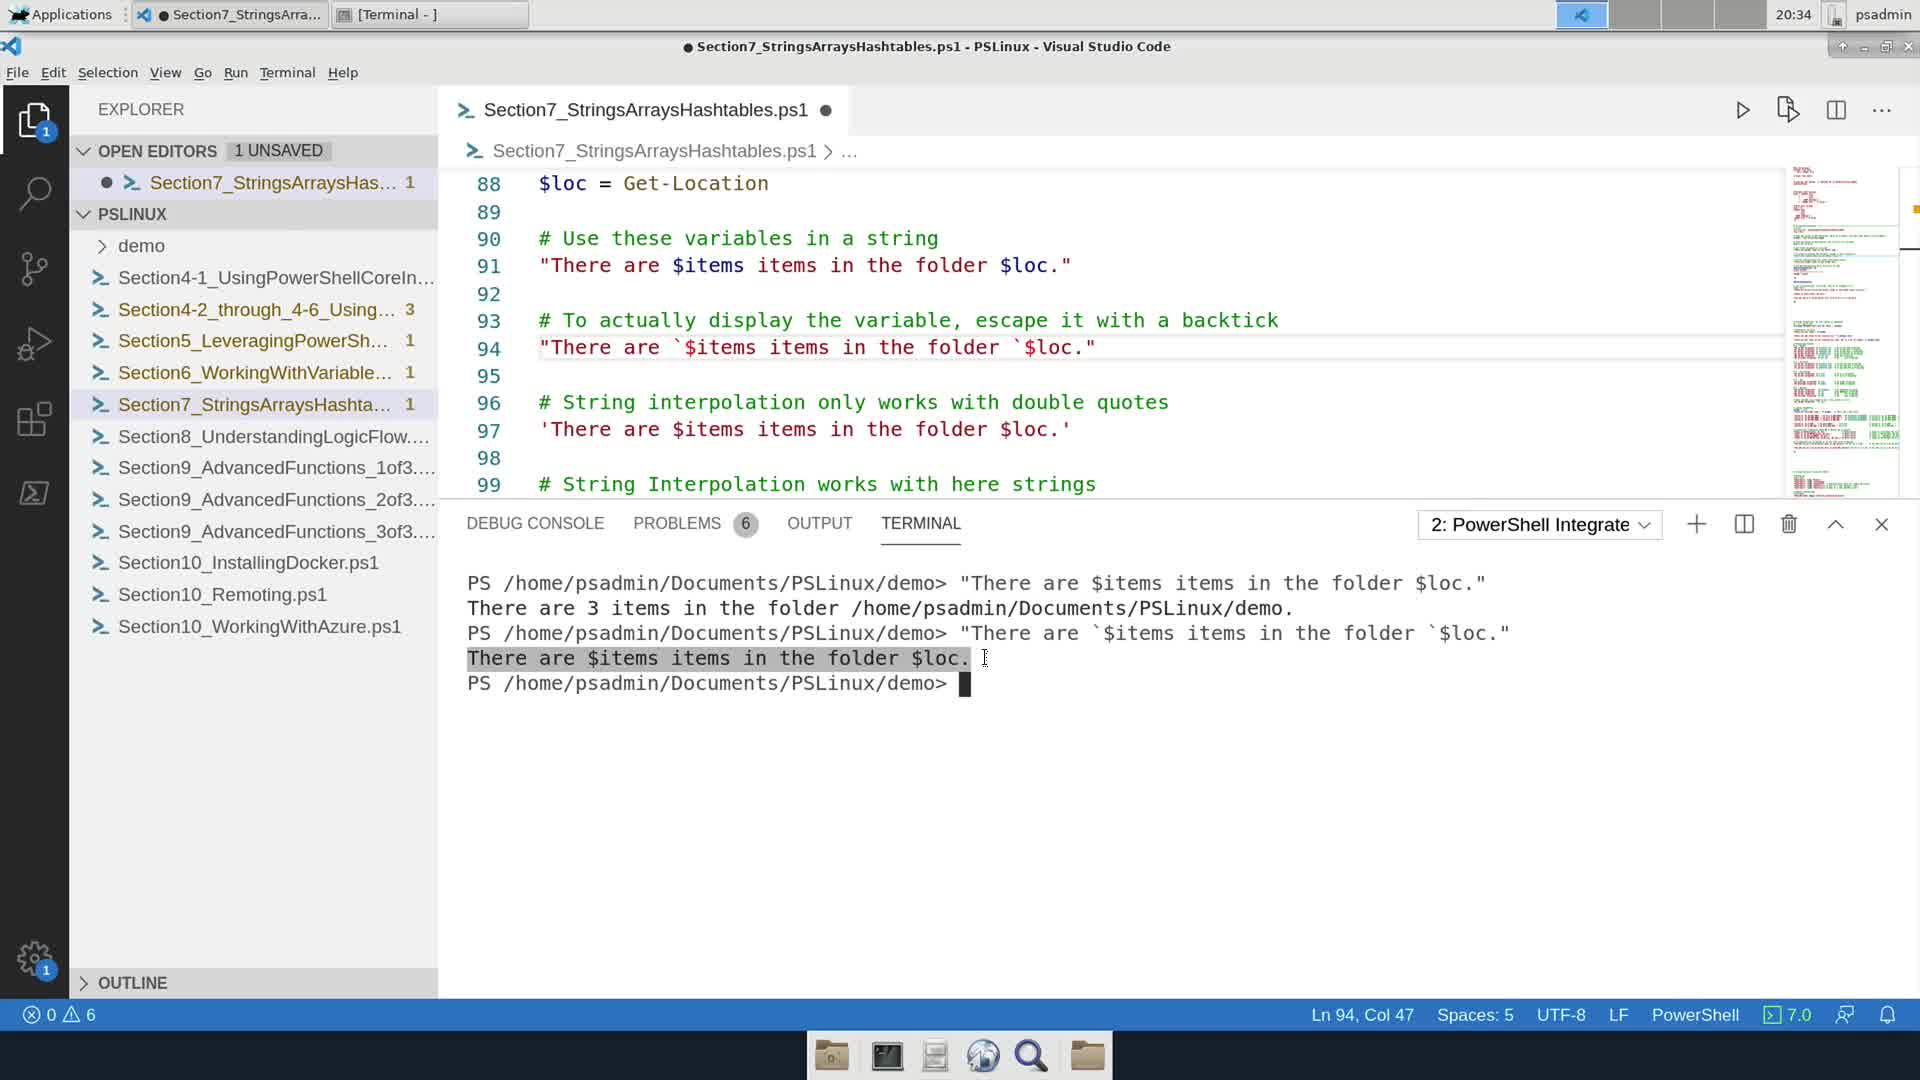 Applications
● Section7_StringsArra...
[Terminal - ]
20:34
psadmin
● Section7_StringsArraysHashtables.ps1 - PSLinux - Visual Studio Code
File Edit Selection View Go Run Terminal Help
1
EXPLORER
OPEN EDITORS 1 UNSAVED
● Section7_StringsArraysHas... 1
PSLINUX
demo
Section4-1_UsingPowerShellCoreIn...
Section4-2_through_4-6_Using... 3
Section5_LeveragingPowerSh... 1
Section6_WorkingWithVariable... 1
Section7_StringsArraysHashta... 1
Section8_UnderstandingLogicFlow....
Section9_AdvancedFunctions_1of3....
Section9_AdvancedFunctions_2of3....
Section9_AdvancedFunctions_3of3....
Section10_InstallingDocker.ps1
Section10_Remoting.ps1
Section10_WorkingWithAzure.ps1
OUTLINE
1
Section7_StringsArraysHashtables.ps1 ●
Section7_StringsArraysHashtables.ps1 > ...
88 $loc = Get-Location
89
90 # Use these variables in a string
91 "There are $items items in the folder $loc."
92
93 # To actually display the variable, escape it with a backtick
94 "There are `$items items in the folder `$loc."
95
96 # String interpolation only works with double quotes
97 'There are $items items in the folder $loc.'
98
99 # String Interpolation works with here strings
DEBUG CONSOLE PROBLEMS 6 OUTPUT TERMINAL
2: PowerShell Integrate
PS /home/psadmin/Documents/PSLinux/demo> "There are $items items in the folder $loc."
There are 3 items in the folder /home/psadmin/Documents/PSLinux/demo.
PS /home/psadmin/Documents/PSLinux/demo> "There are `$items items in the folder `$loc."
There are $items items in the folder $loc.
PS /home/psadmin/Documents/PSLinux/demo>
0 6
Ln 94, Col 47 Spaces: 5 UTF-8 LF PowerShell 7.0